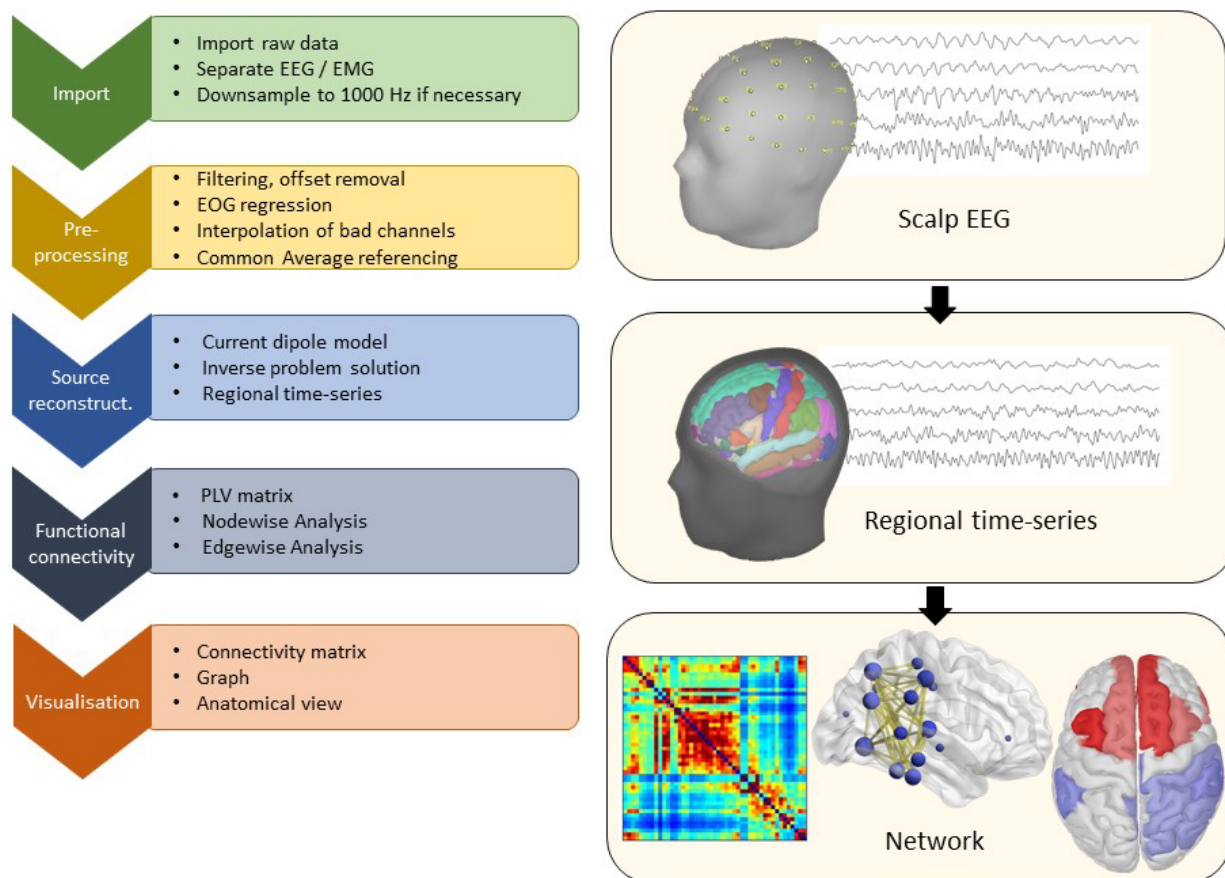 Import
• Import raw data
• Separate EEG / EMG
• Downsample to 1000 Hz if necessary
Pre-
processing
• Filtering, offset removal
• EOG regression
• Interpolation of bad channels
• Common Average referencing
Source
reconstruct.
• Current dipole model
• Inverse problem solution
• Regional time-series
Functional
connectivity
• PLV matrix
• Nodewise Analysis
• Edgewise Analysis
Visualisation
• Connectivity matrix
• Graph
• Anatomical view
Scalp EEG
Regional time-series
Network